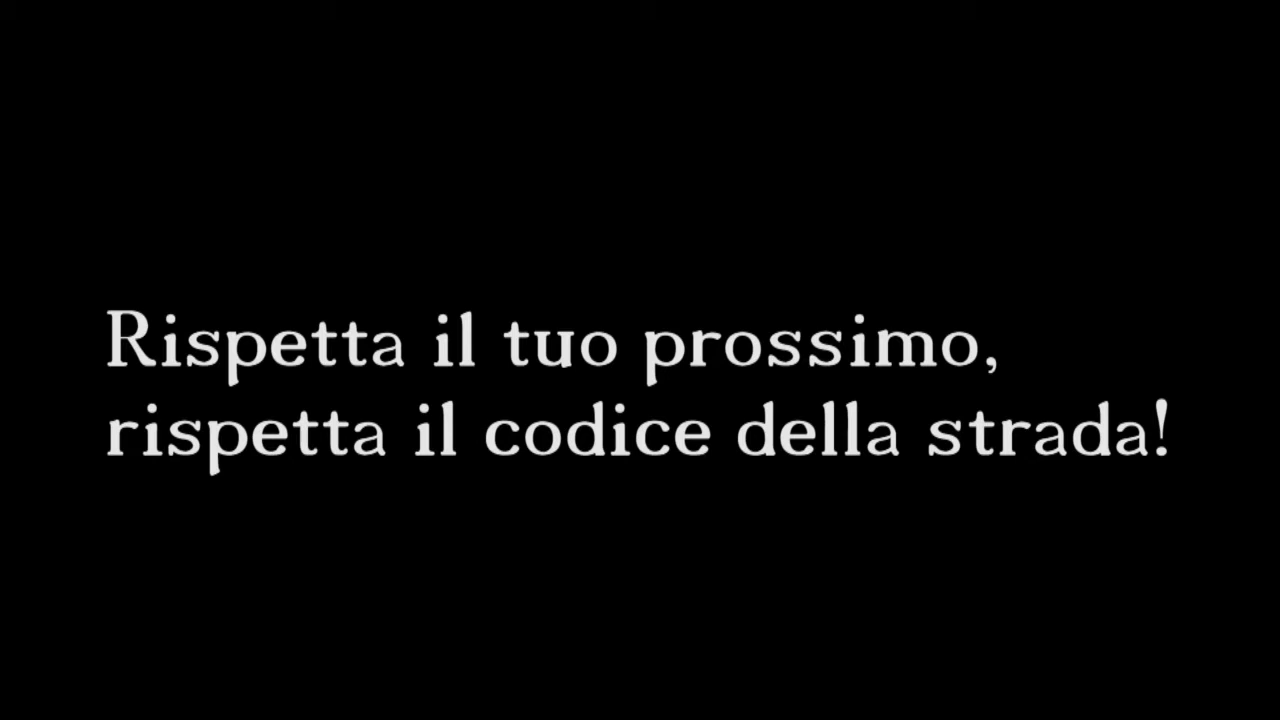 Rispetta il tuo prossimo,
rispetta il codice della strada!